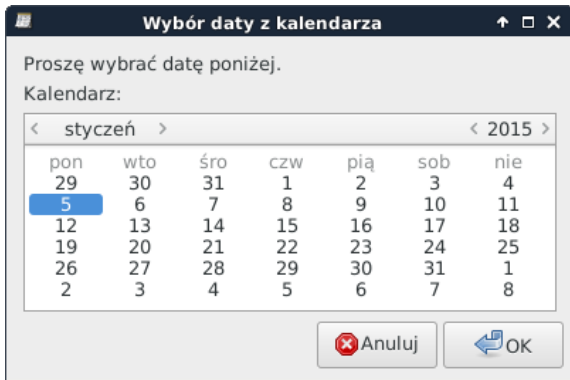 Wybór daty z kalendarza
Proszę wybrać datę poniżej.
Kalendarz:
< styczeń > < 2015 >
pon wto śro czw pią sob nie
29 30 31 1 2 3 4
5 6 7 8 9 10 11
12 13 14 15 16 17 18
19 20 21 22 23 24 25
26 27 28 29 30 31 1
2 3 4 5 6 7 8
Anuluj OK